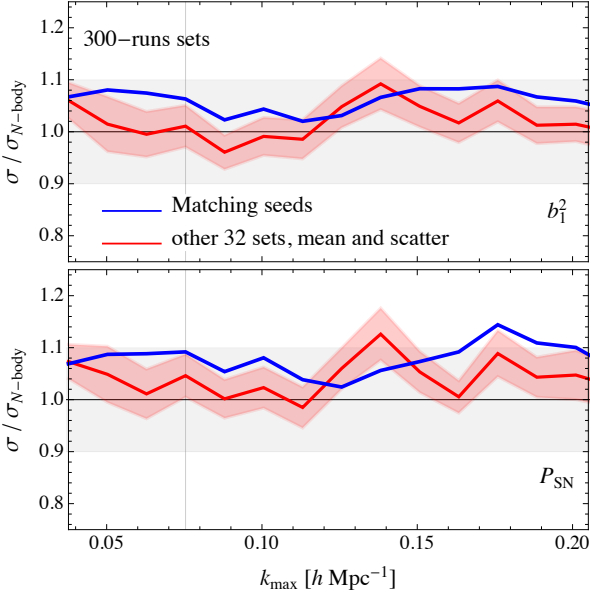 300−runs sets
1.2
1.1
1.0
0.9
0.8
σ / σN−body
Matching seeds
other 32 sets, mean and scatter
b₁²
1.2
1.1
1.0
0.9
0.8
σ / σN−body
PSN
0.05 0.10 0.15 0.20
kmax [h Mpc⁻¹]